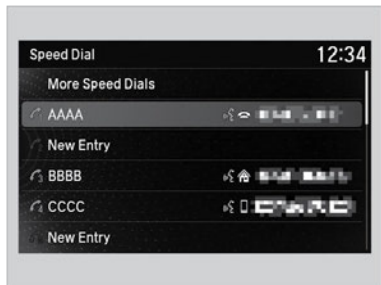 Speed Dial 12:34
More Speed Dials
AAAA
New Entry
BBBB
CCCC
New Entry